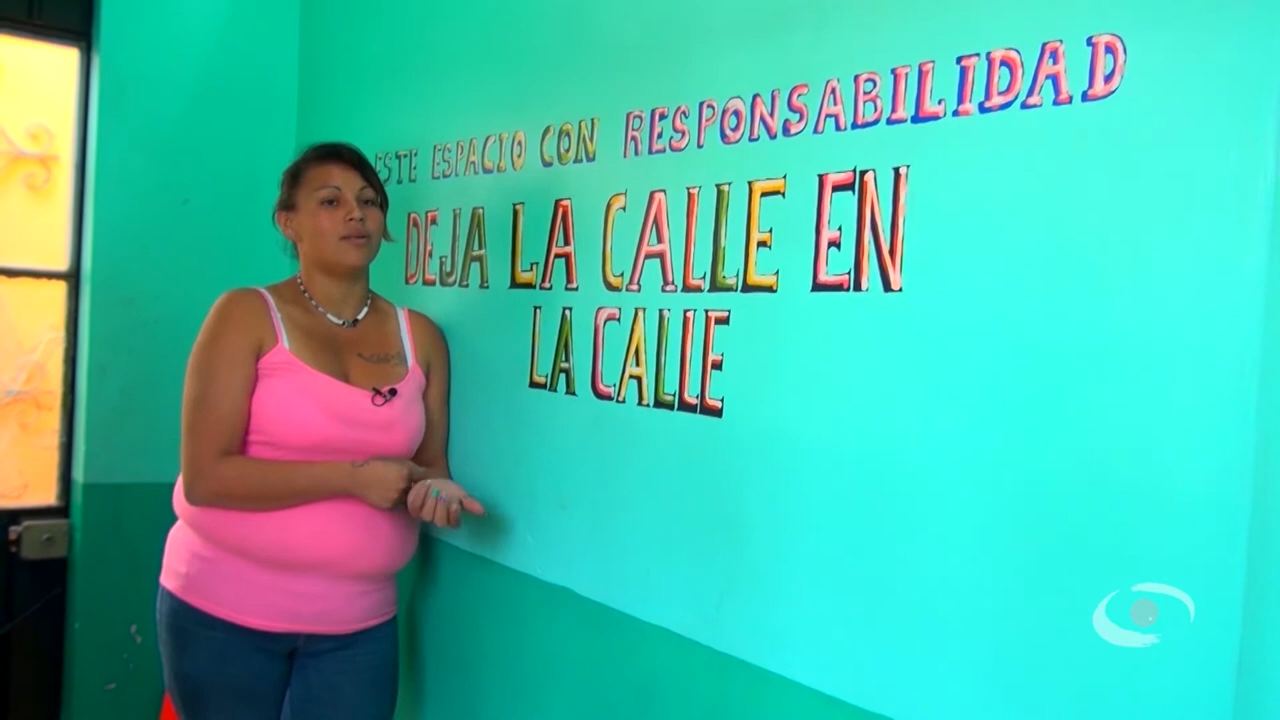 ESTE ESPACIO CON RESPONSABILIDAD
DEJA LA CALLE EN
LA CALLE